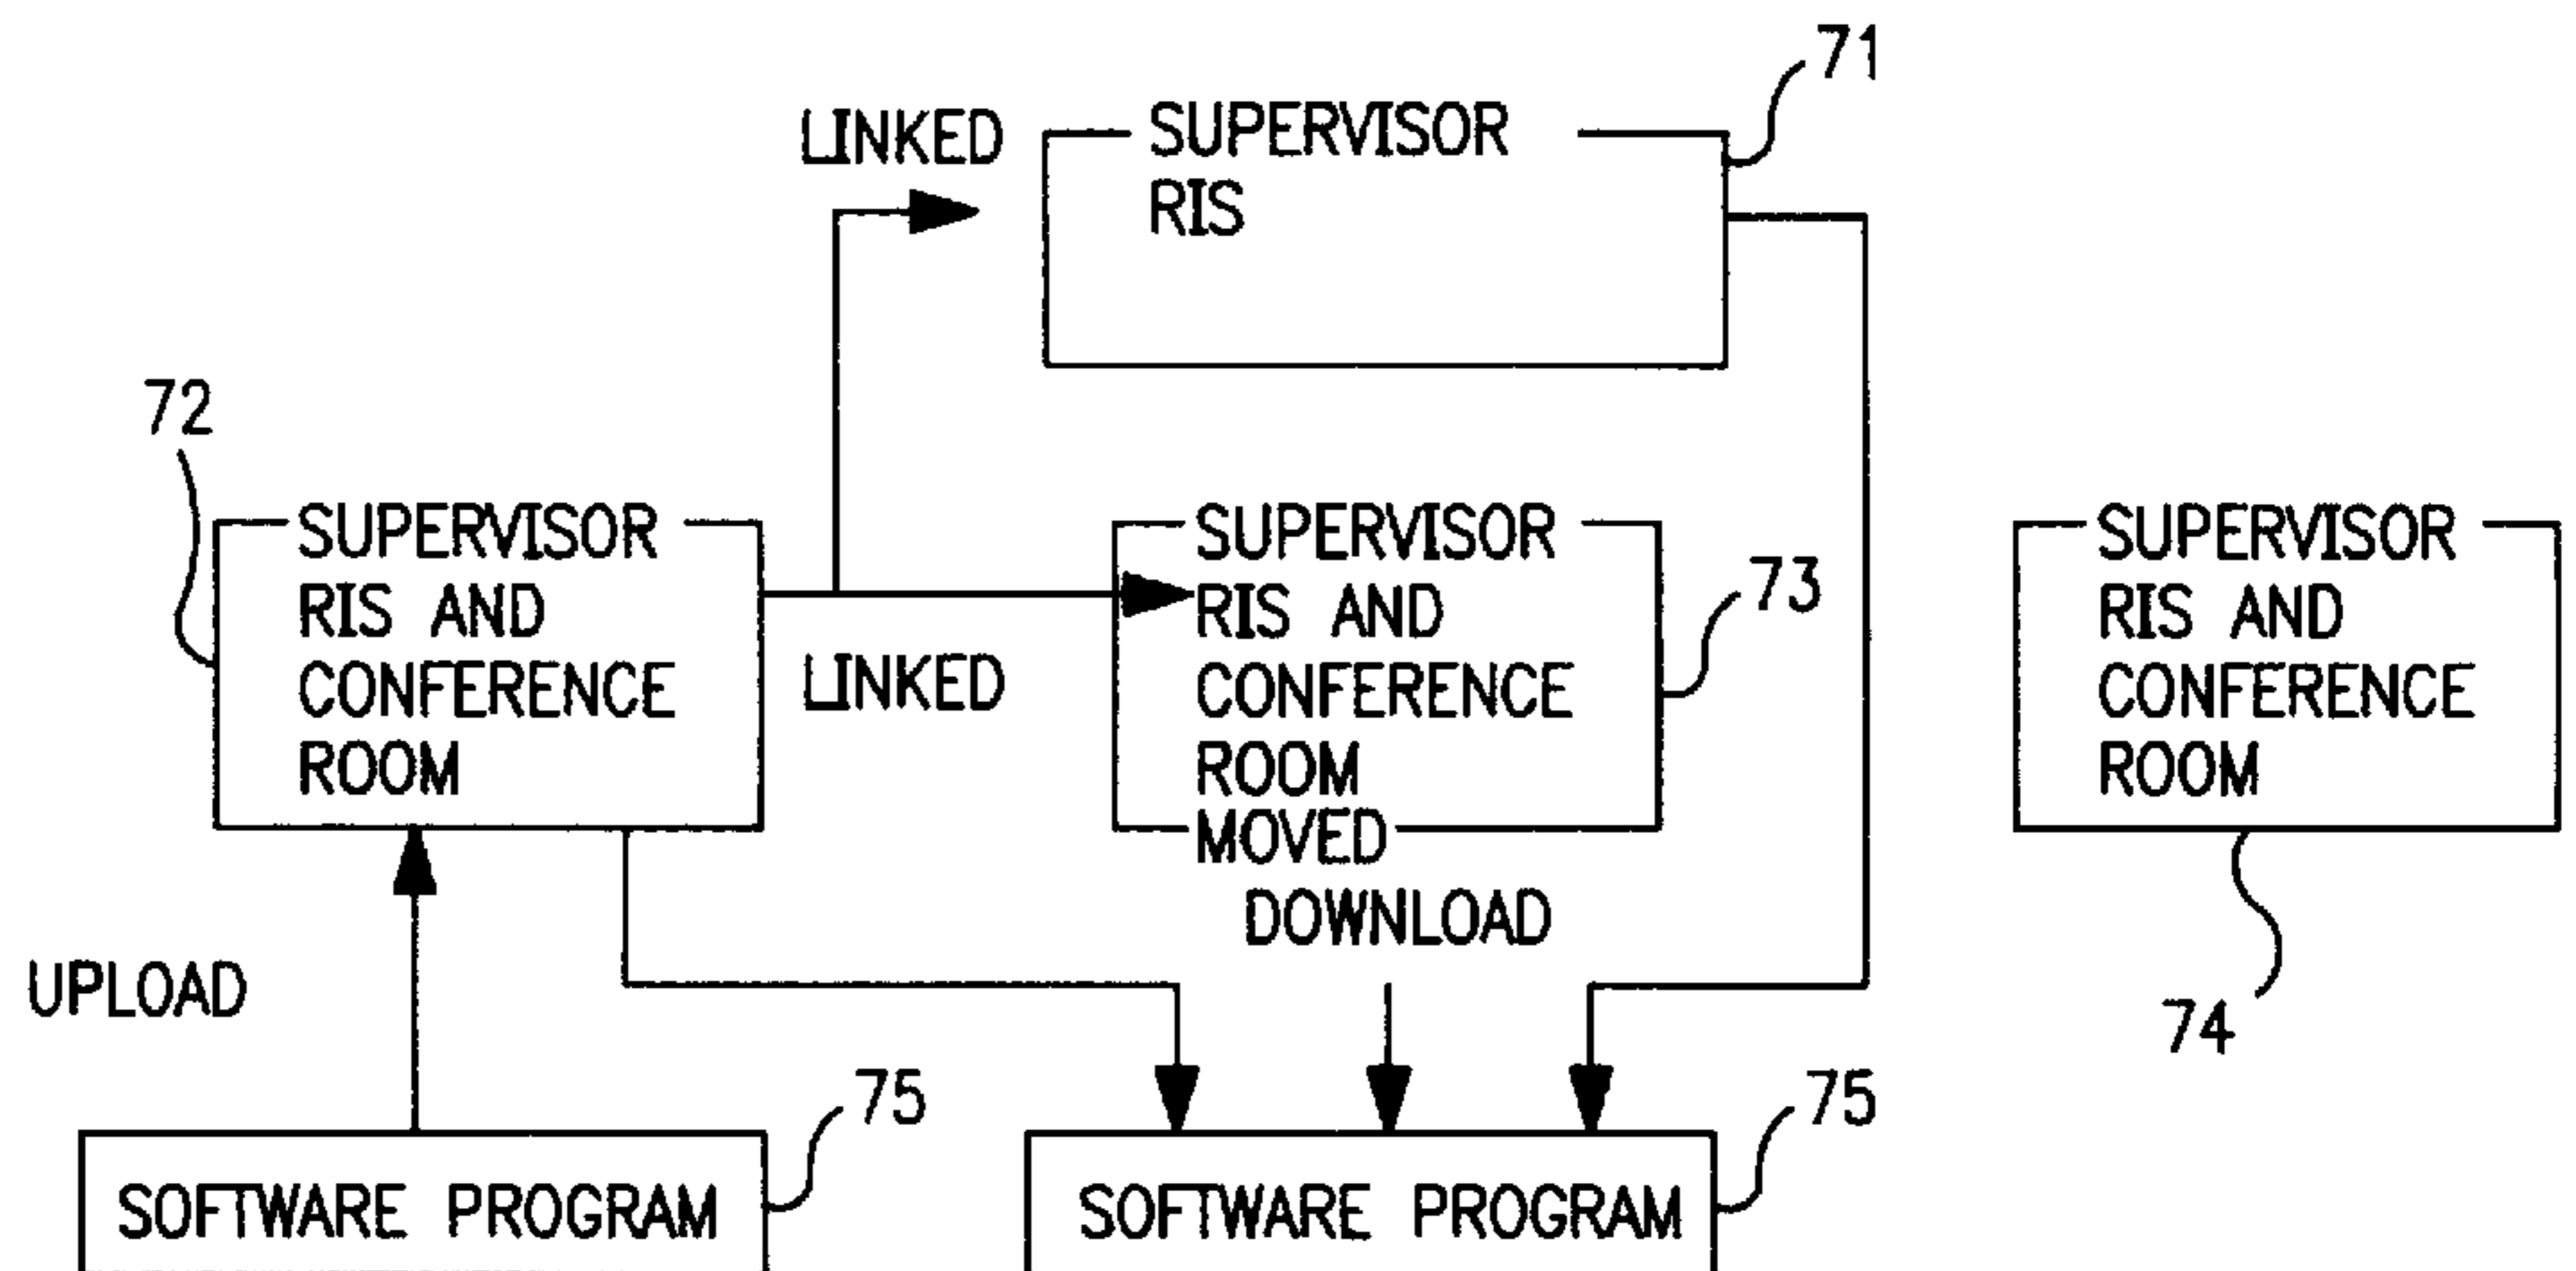 71
LINKED
SUPERVISOR
RIS
72
SUPERVISOR
RIS AND
CONFERENCE
ROOM
LINKED
SUPERVISOR
RIS AND
CONFERENCE
ROOM
MOVED
73
SUPERVISOR
RIS AND
CONFERENCE
ROOM
74
DOWNLOAD
UPLOAD
75
SOFTWARE PROGRAM
75
SOFTWARE PROGRAM